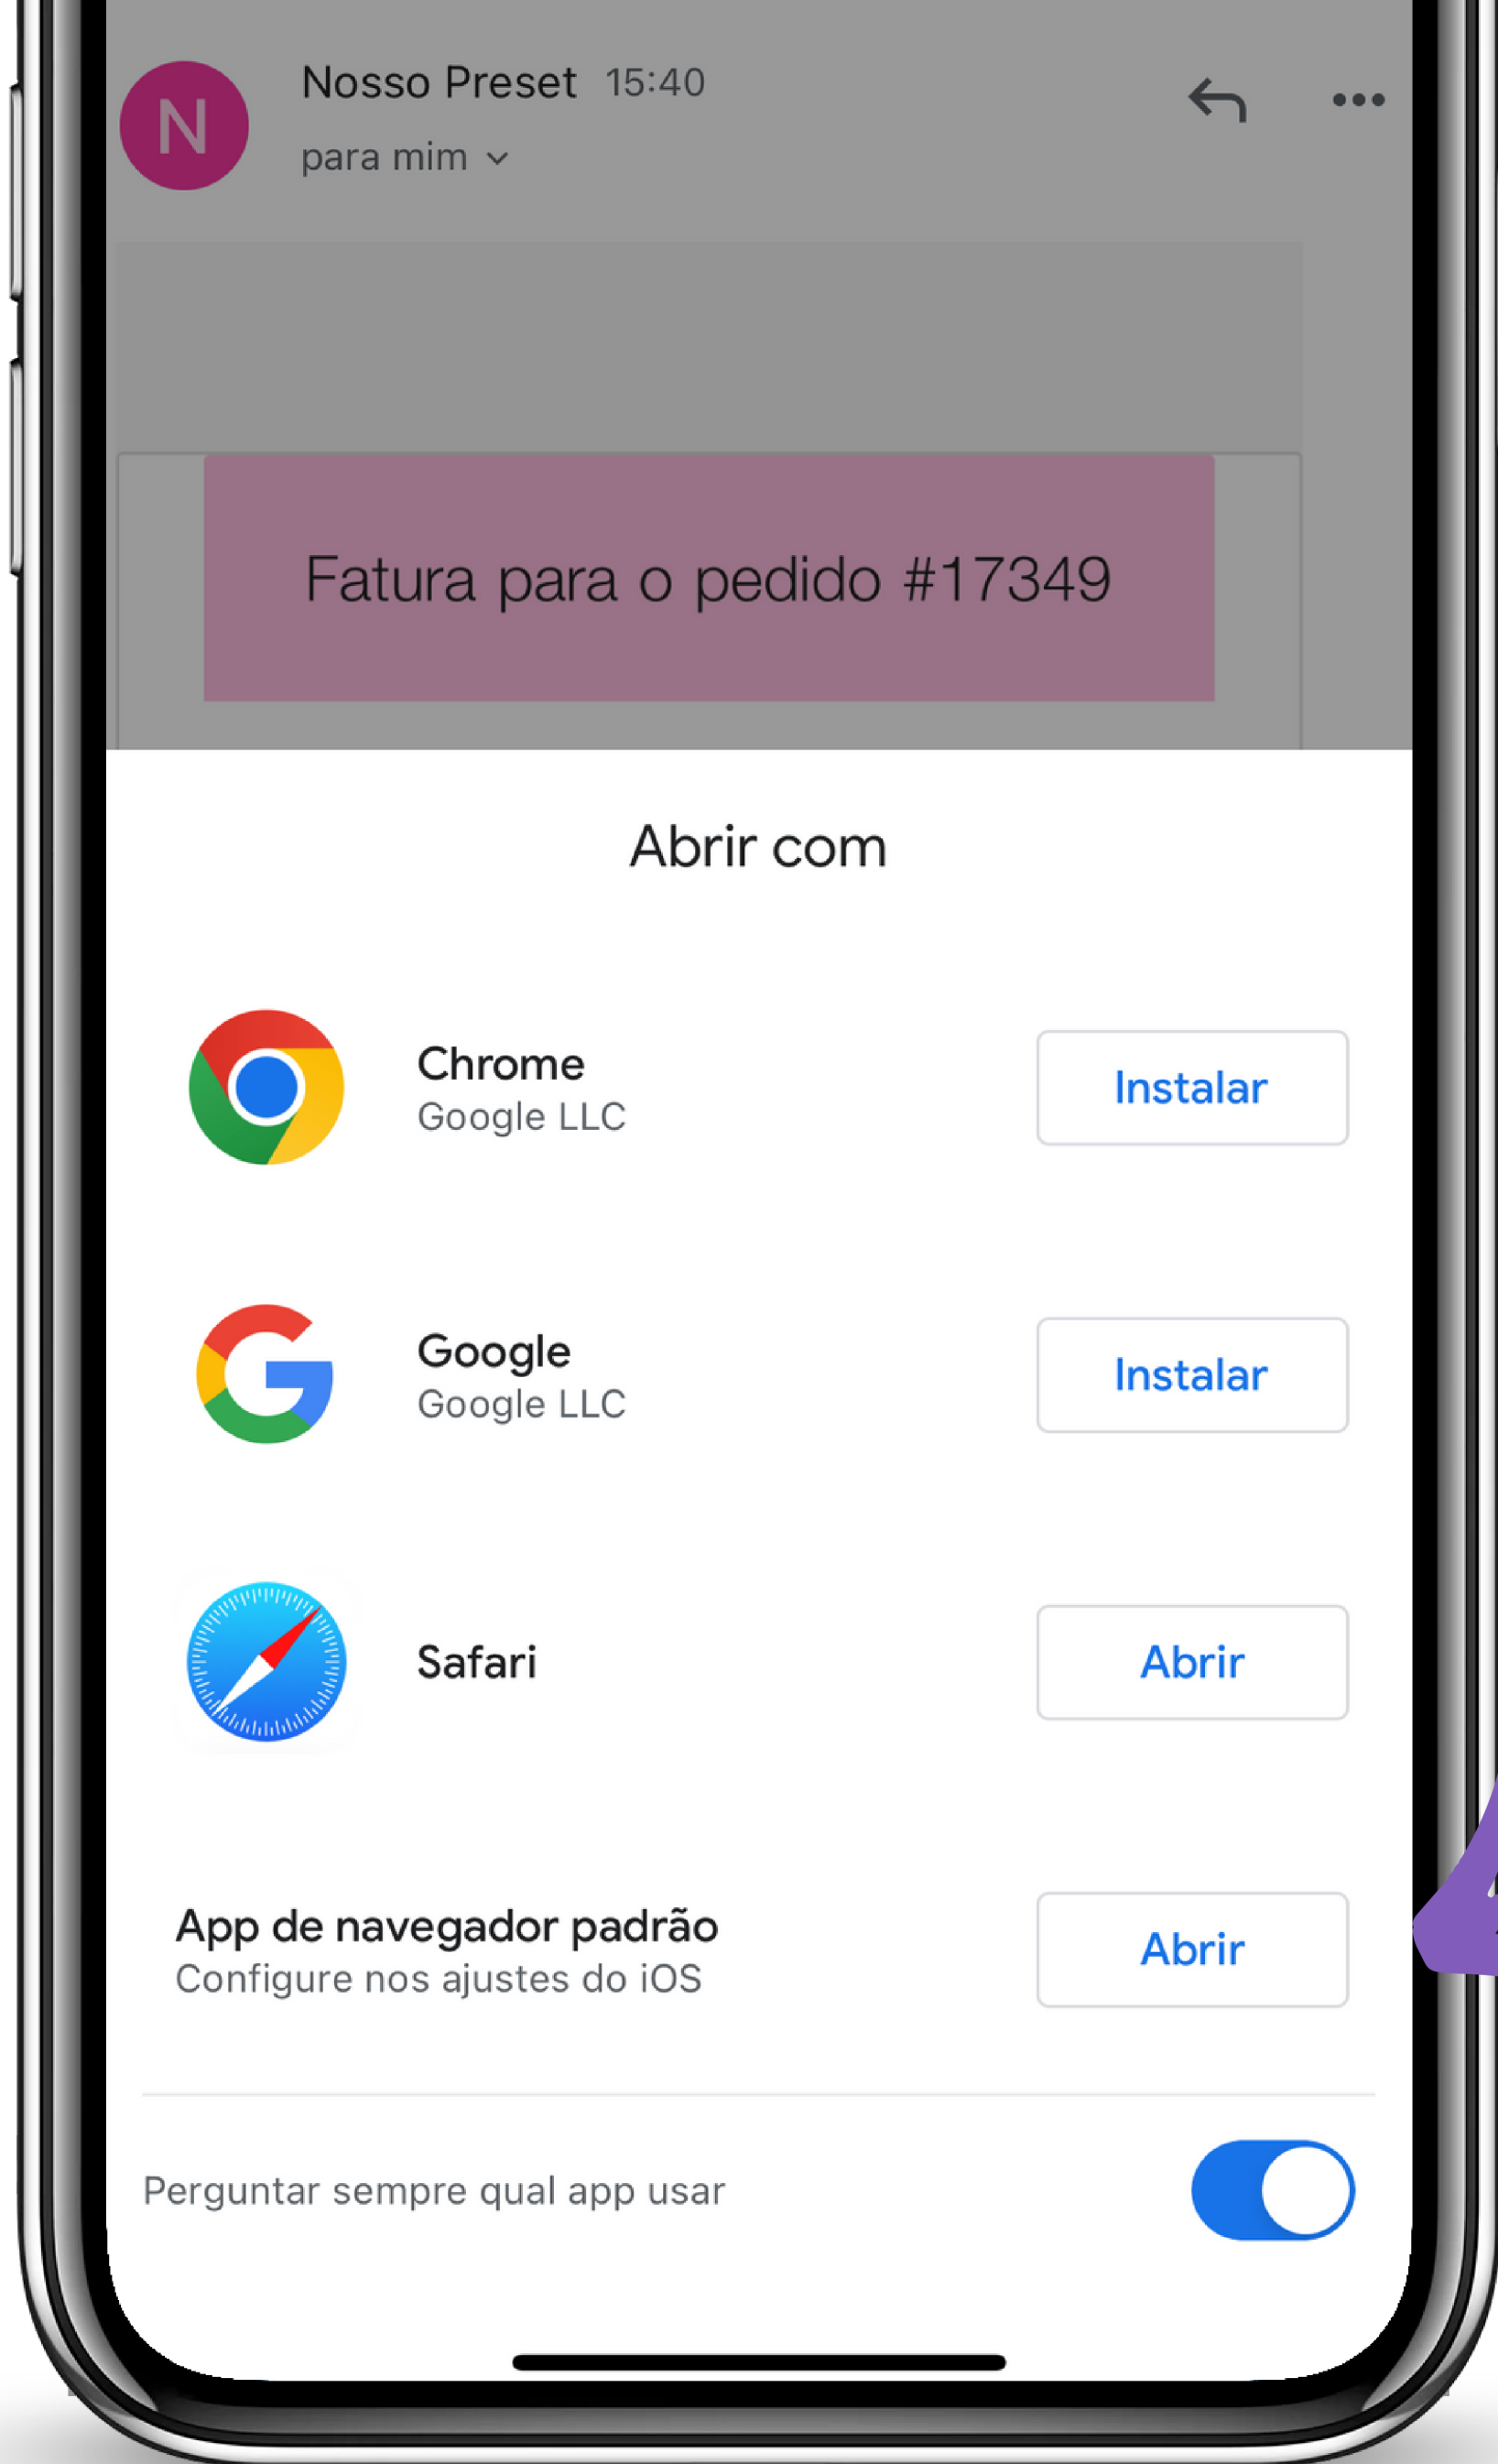 N
Nosso Preset 15:40
para mim
Fatura para o pedido #17349
Abrir com
Chrome
Google LLC
Instalar
Google
Google LLC
Instalar
Safari
Abrir
App de navegador padrão
Configure nos ajustes do iOS
Abrir
Perguntar sempre qual app usar